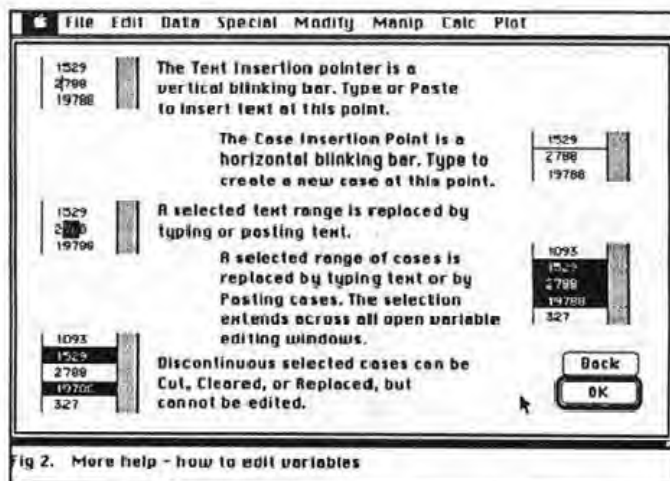 File Edit Data Special Modify Manip Calc Plot
1529
2788
19788
The Text Insertion pointer is a
vertical blinking bar. Type or Paste
to insert text at this point.
The Case Insertion Point is a
horizontal blinking bar. Type to
create a new case at this point.
1529
2788
19788
1529
19788
A selected text range is replaced by
typing or pasting text.
A selected range of cases is
replaced by typing text or by
Pasting cases. The selection
extends across all open variable
editing windows.
1093
1529
2788
19788
327
1093
1529
2788
19788
327
Discontinuous selected cases can be
Cut, Cleared, or Replaced, but
cannot be edited.
Back
OK
Fig 2. More help - how to edit variables